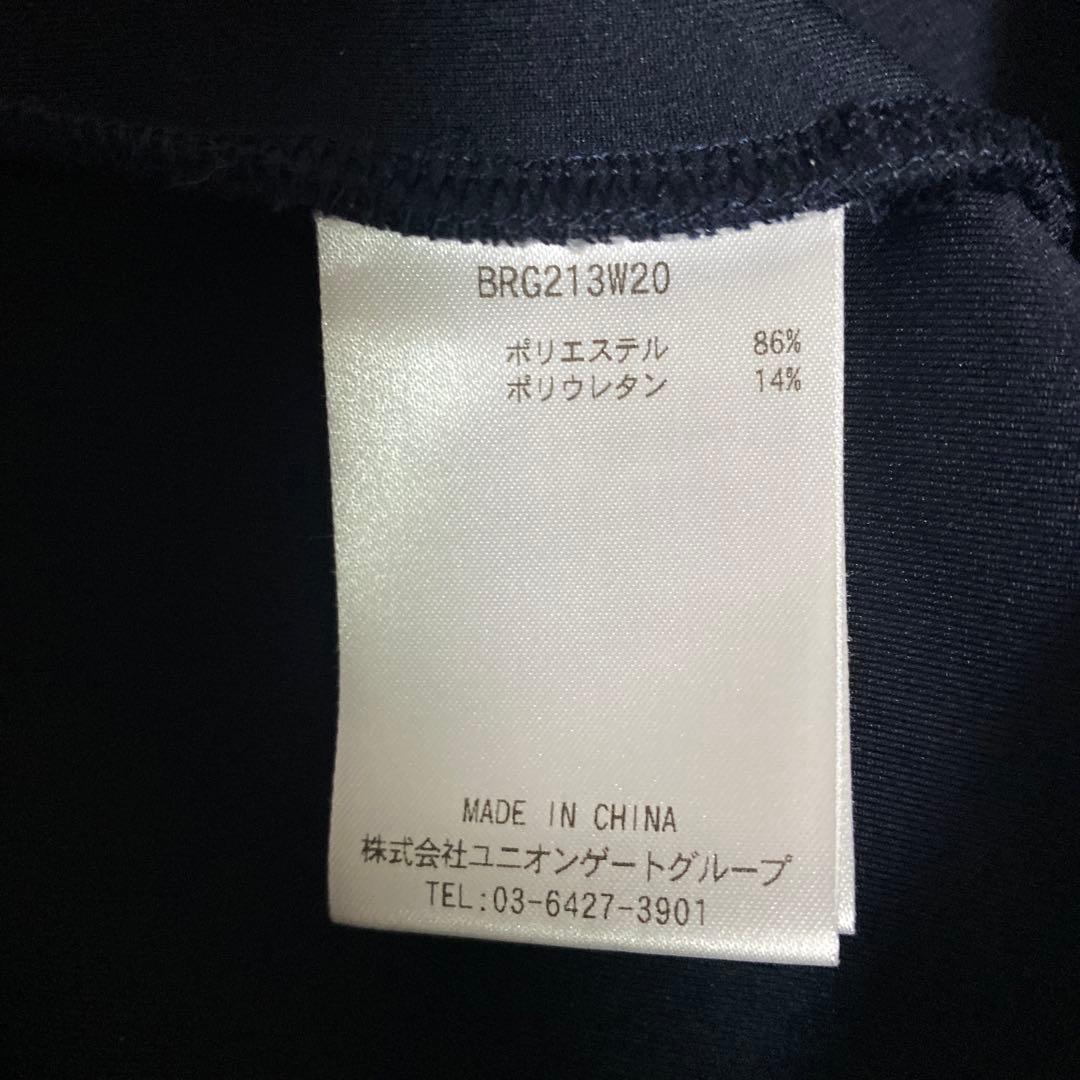 BRG213W20
ポリエステル 86%
ポリウレタン 14%
MADE IN CHINA
株式会社ユニオンゲートグループ
TEL:03-6427-3901